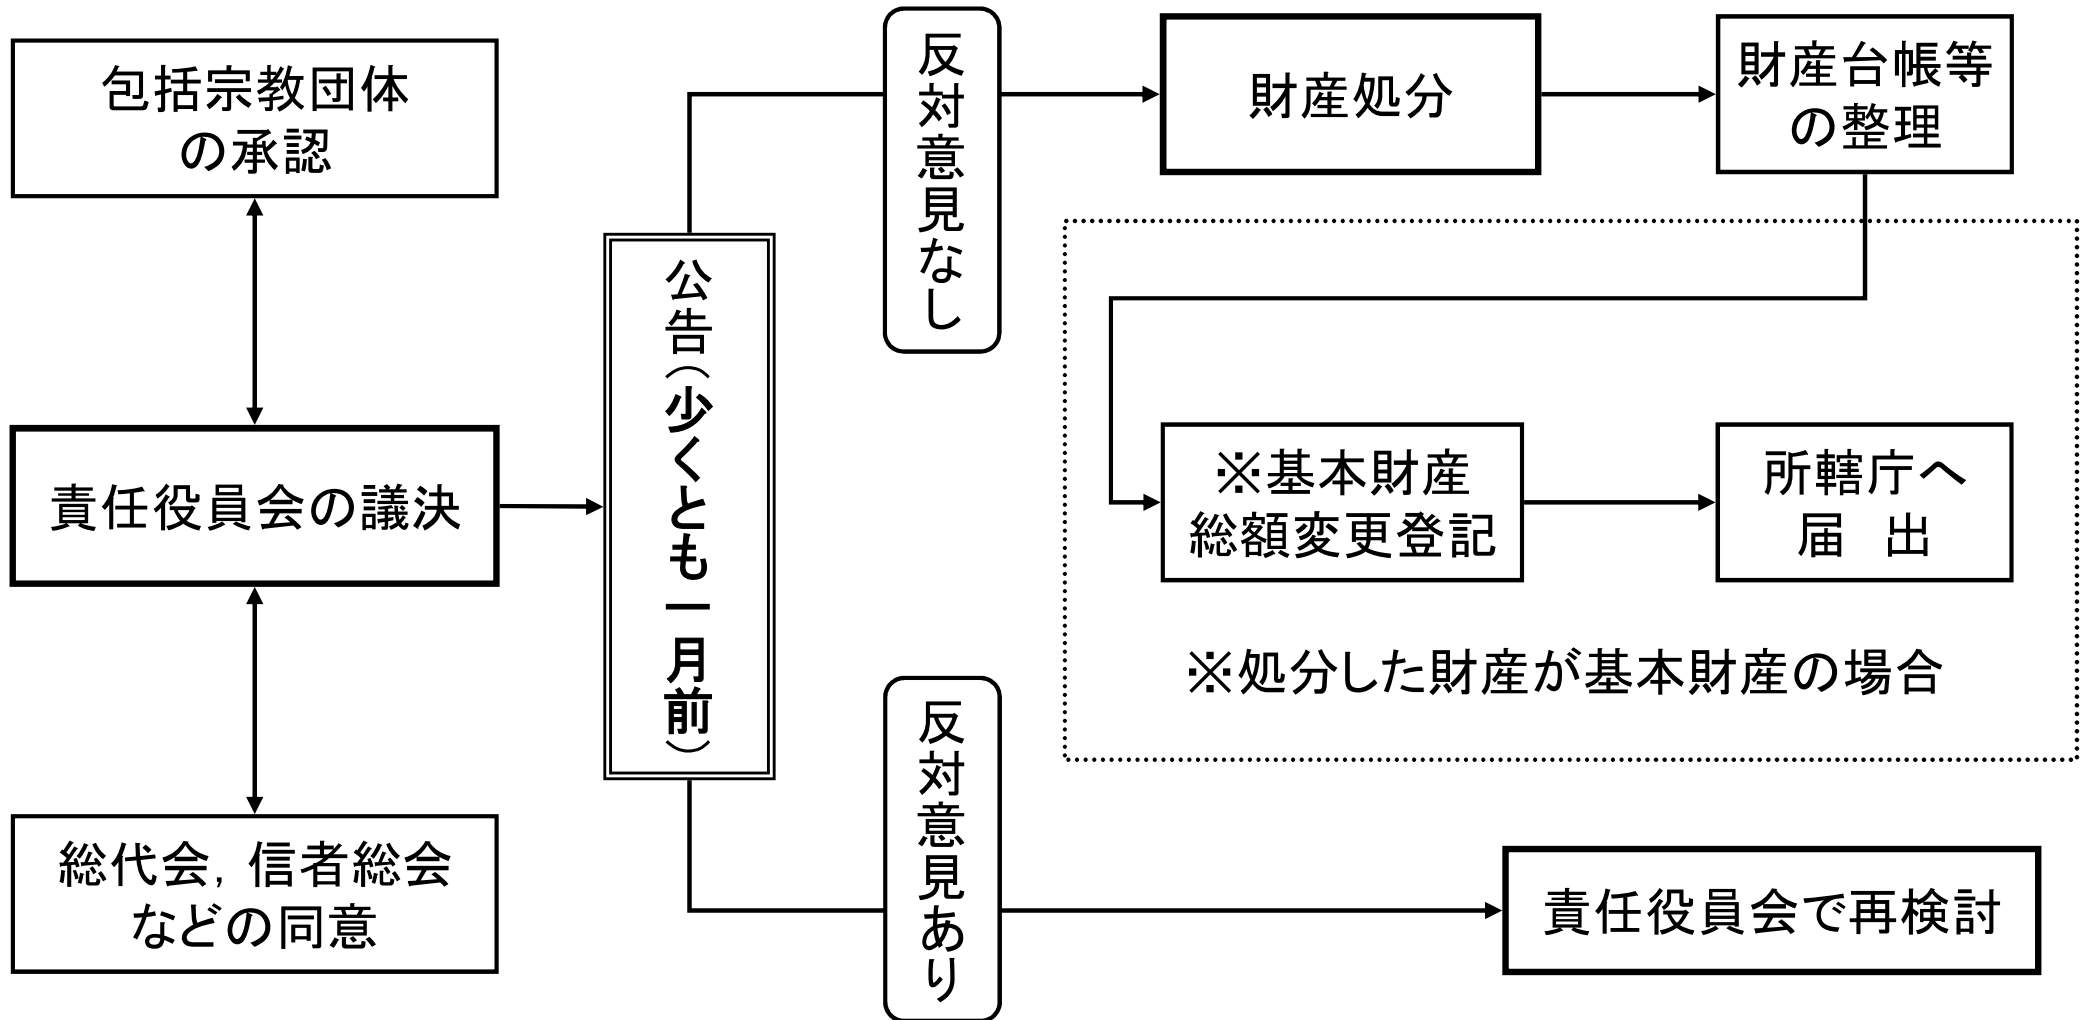 包括宗教団体
の承認
責任役員会の議決
総代会，信者総会
などの同意
公告（少くとも一月前）
反対意見なし
財産処分
財産台帳等
の整理
※基本財産
総額変更登記
所轄庁へ
届　出
※処分した財産が基本財産の場合
反対意見あり
責任役員会で再検討